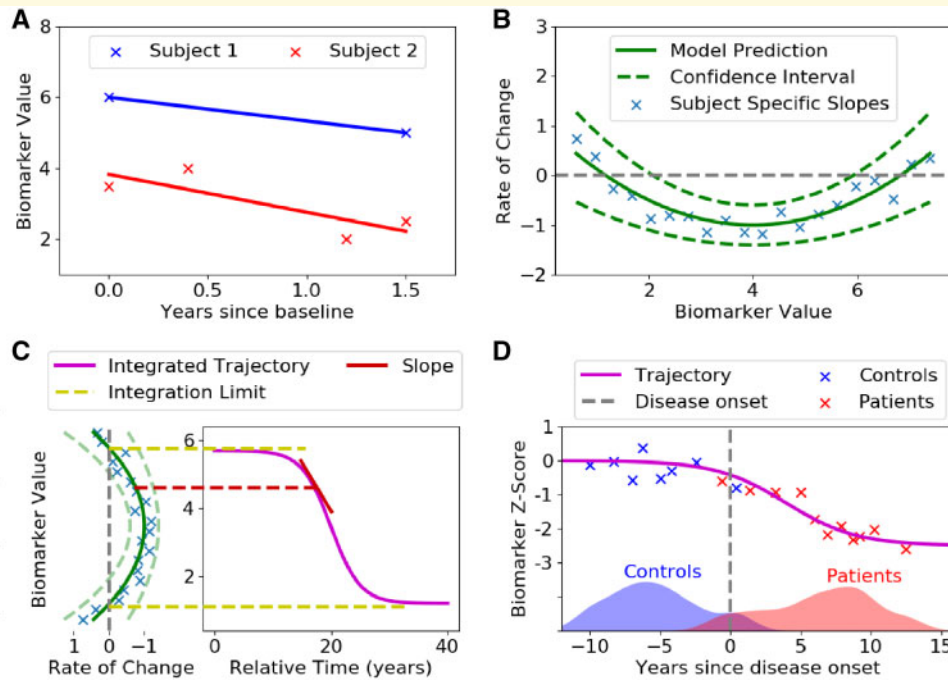 A
Subject 1
Subject 2
Biomarker Value
8
6
4
2
0.0
0.5
1.0
1.5
Years since baseline
B
Model Prediction
Confidence Interval
Subject Specific Slopes
Rate of Change
3
2
1
0
−1
−2
2
4
6
Biomarker Value
C
Integrated Trajectory
Slope
Integration Limit
Biomarker Value
1
0
−1
Rate of Change
6
4
2
0
20
40
Relative Time (years)
D
Trajectory
Controls
Disease onset
Patients
Biomarker Z-Score
1
0
-1
-2
-3
Controls
Patients
−10
−5
0
5
10
15
Years since disease onset